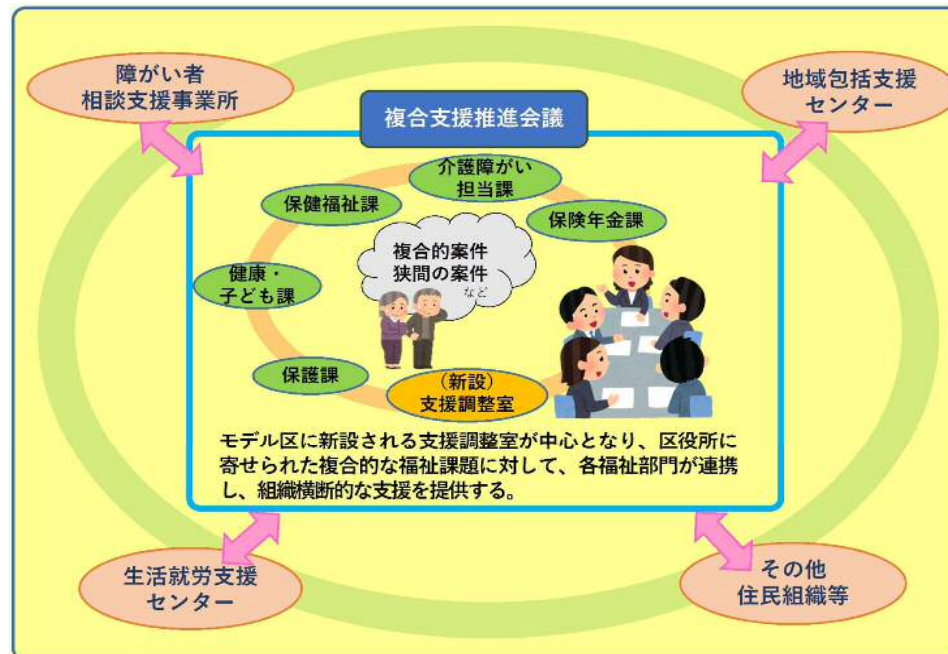 障がい者
相談支援事業所
地域包括支援
センター
複合支援推進会議
介護障がい
担当課
保健福祉課
保険年金課
複合的案件
狭間の案件
など
健康・
子ども課
保護課
（新設）
支援調整室
モデル区に新設される支援調整室が中心となり、区役所に
寄せられた複合的な福祉課題に対して、各福祉部門が連携
し、組織横断的な支援を提供する。
生活就労支援
センター
その他
住民組織等